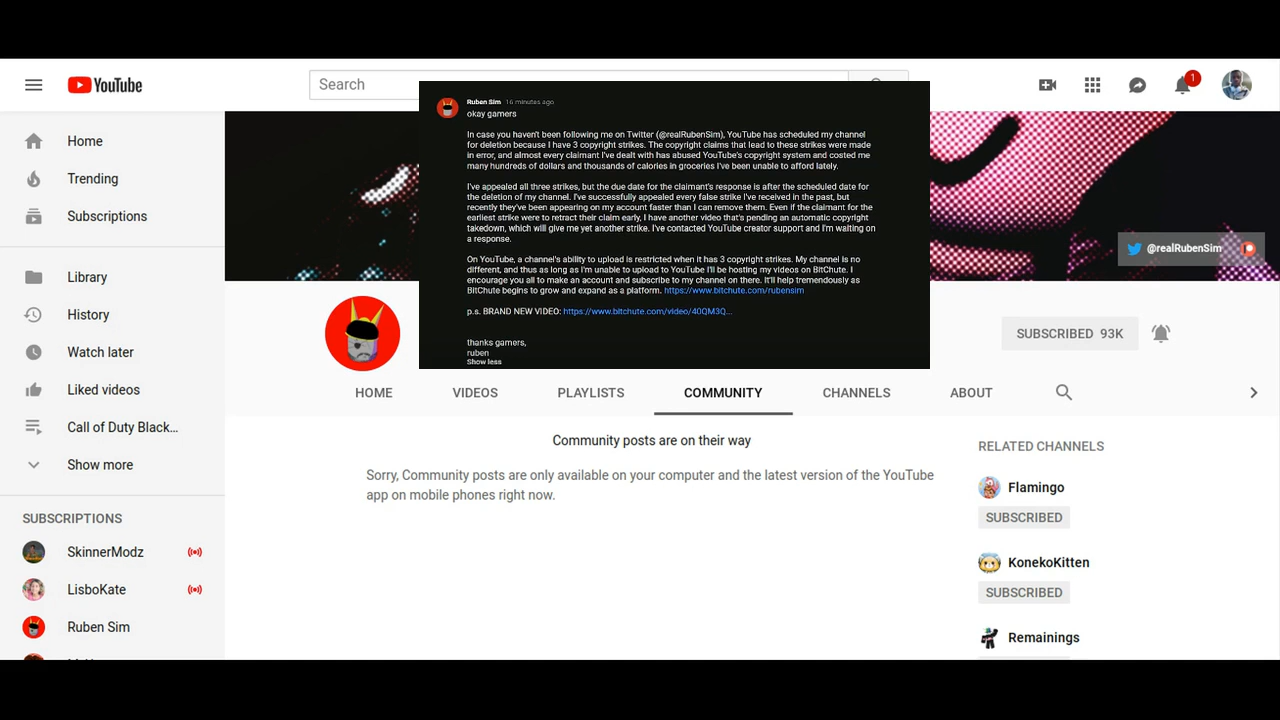 YouTube
Search
1
Home
Trending
Subscriptions
Library
History
Watch later
Liked videos
Call of Duty Black...
Show more
SUBSCRIPTIONS
SkinnerModz
LisboKate
Ruben Sim
Ruben Sim 16 minutes ago
okay gamers
In case you haven't been following me on Twitter (@realRubenSim), YouTube has scheduled my channel
for deletion because I have 3 copyright strikes. The copyright claims that lead to these strikes were made
in error, and almost every claimant I've dealt with has abused YouTube's copyright system and costed me
many hundreds of dollars and thousands of calories in groceries I've been unable to afford lately.
I've appealed all three strikes, but the due date for the claimant's response is after the scheduled date for
the deletion of my channel. I've successfully appealed every false strike I've received in the past, but
recently they've been appearing on my account faster than I can remove them. Even if the claimant for the
earliest strike were to retract their claim early, I have another video that's pending an automatic copyright
takedown, which will give me yet another strike. I've contacted YouTube creator support and I'm waiting on
a response.
On YouTube, a channel's ability to upload is restricted when it has 3 copyright strikes. My channel is no
different, and thus as long as I'm unable to upload to YouTube I'll be hosting my videos on BitChute. I
encourage you all to make an account and subscribe to my channel on there. It'll help tremendously as
BitChute begins to grow and expand as a platform. https://www.bitchute.com/rubensim
p.s. BRAND NEW VIDEO: https://www.bitchute.com/video/40QM3Q...
thanks gamers,
ruben
Show less
@realRubenSim
SUBSCRIBED 93K
HOME
VIDEOS
PLAYLISTS
COMMUNITY
CHANNELS
ABOUT
Community posts are on their way
Sorry, Community posts are only available on your computer and the latest version of the YouTube
app on mobile phones right now.
RELATED CHANNELS
Flamingo
SUBSCRIBED
KonekoKitten
SUBSCRIBED
Remainings